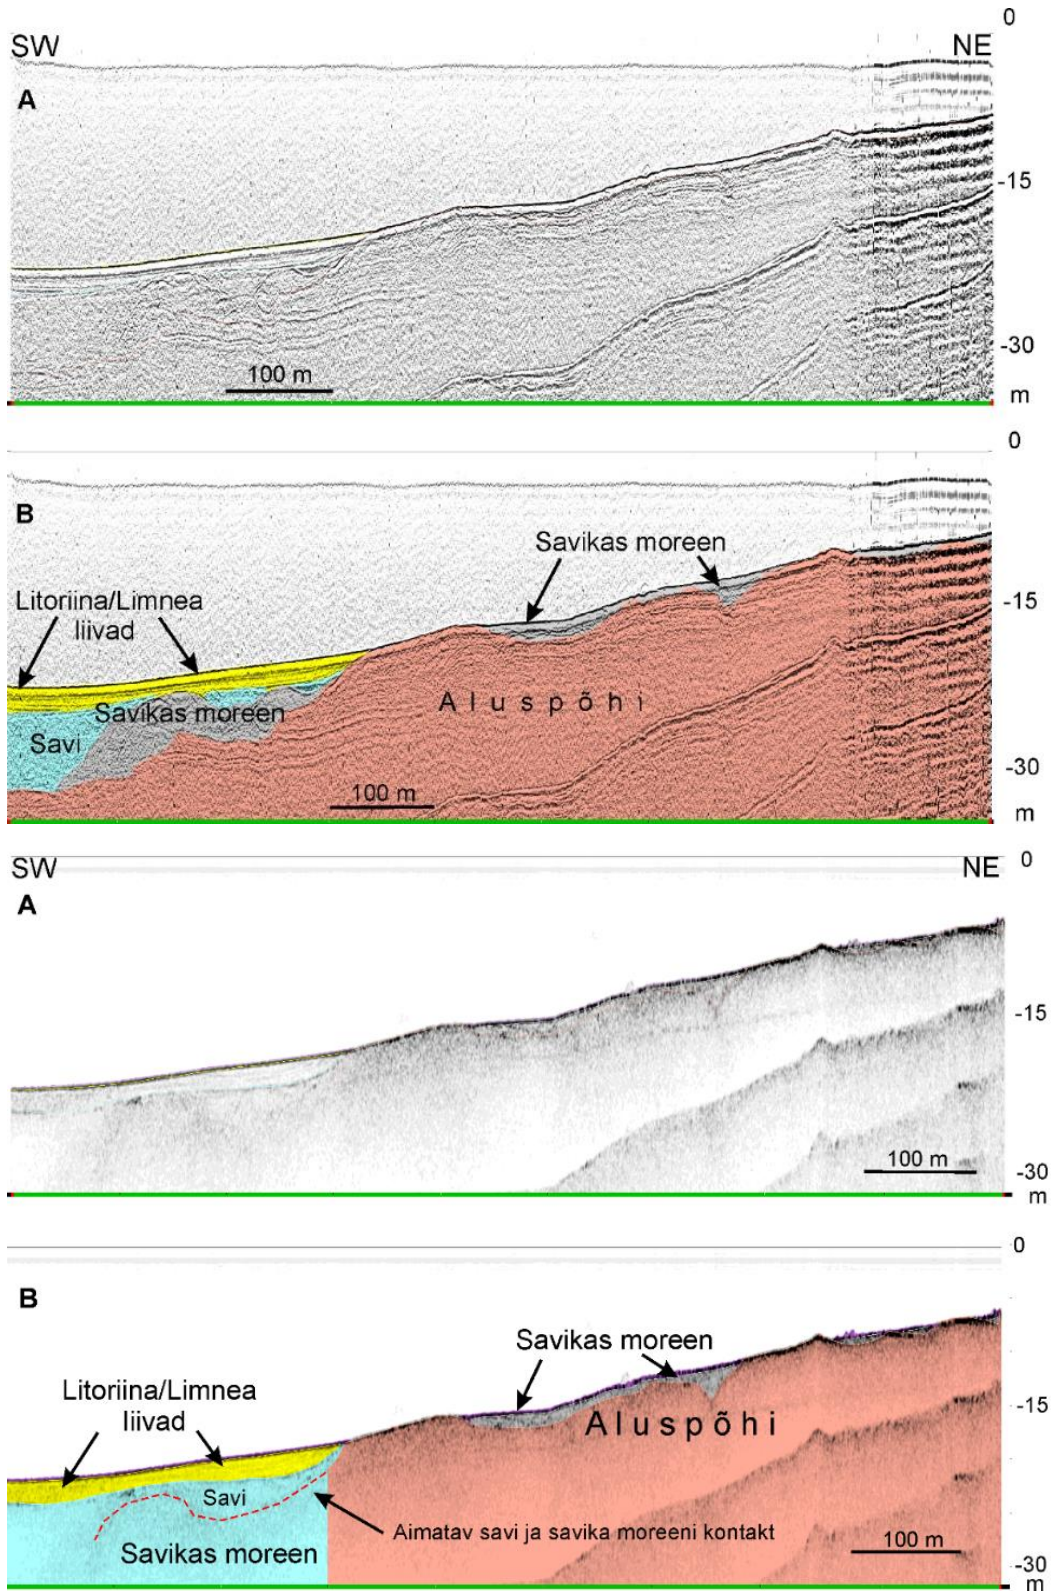 0
SW
NE
A
-15
-30
100 m
m
0
B
Savikas moreen
-15
Litoriina/Limnea
liivad
Aluspõhi
Savikas moreen
Savi
-30
100 m
m
SW
NE
0
A
-15
100 m
-30
m
0
B
Savikas moreen
Litoriina/Limnea
liivad
-15
Aluspõhi
Savi
Aimatav savi ja savika moreeni kontakt
Savikas moreen
100 m
-30
m